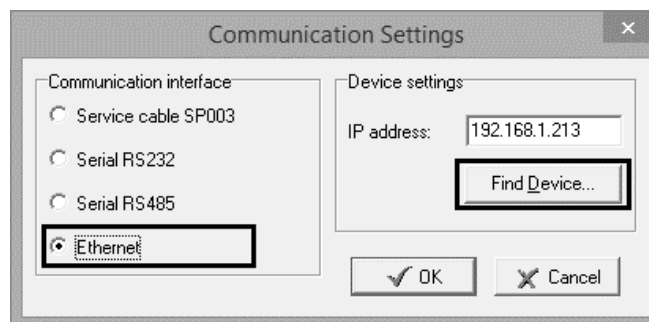 Communication Settings
Communication interface
Service cable SP003
Serial RS232
Serial RS485
Ethernet
Device settings
IP address: 192.168.1.213
Find Device...
OK
Cancel